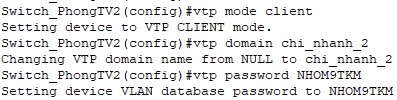 Switch_PhongTV2(config)#vtp mode client
Setting device to VTP CLIENT mode.
Switch_PhongTV2(config)#vtp domain chi_nhanh_2
Changing VTP domain name from NULL to chi_nhanh_2
Switch_PhongTV2(config)#vtp password NHOM9TKM
Setting device VLAN database password to NHOM9TKM